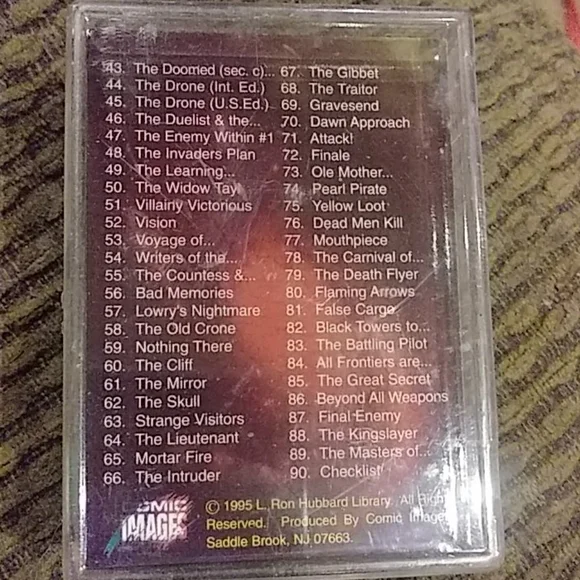 43. The Doomed (sec. c)...
44. The Drone (Int. Ed.)
45. The Drone (U.S.Ed.)
46. The Duelist & the...
47. The Enemy Within #1
48. The Invaders Plan
49. The Learning...
50. The Widow Tayl
51. Villainy Victorious
52. Vision
53. Voyage of...
54. Writers of the...
55. The Countess &...
56. Bad Memories
57. Lowry's Nightmare
58. The Old Crone
59. Nothing There
60. The Cliff
61. The Mirror
62. The Skull
63. Strange Visitors
64. The Lieutenant
65. Mortar Fire
66. The Intruder
67. The Gibbet
68. The Traitor
69. Gravesend
70. Dawn Approach
71. Attack!
72. Finale
73. Ole Mother...
74. Pearl Pirate
75. Yellow Loot
76. Dead Men Kill
77. Mouthpiece
78. The Carnival of...
79. The Death Flyer
80. Flaming Arrows
81. False Cargo
82. Black Towers to...
83. The Battling Pilot
84. All Frontiers are...
85. The Great Secret
86. Beyond All Weapons
87. Final Enemy
88. The Kingslayer
89. The Masters of...
90. Checklist
COMIC
IMAGES
© 1995 L. Ron Hubbard Library. All Rights
Reserved. Produced By Comic Images
Saddle Brook, NJ 07663.